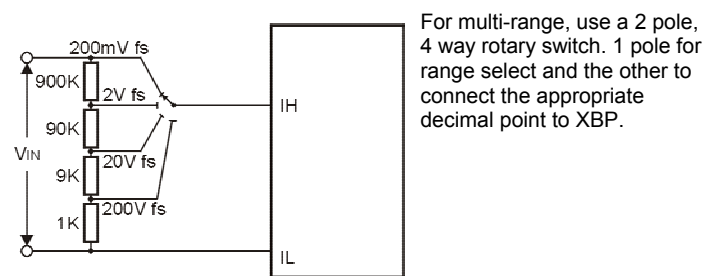 For multi-range, use a 2 pole,
4 way rotary switch. 1 pole for
range select and the other to
connect the appropriate
decimal point to XBP.
200mV fs
900K
2V fs
IH
90K
VIN
20V fs
9K
200V fs
1K
IL